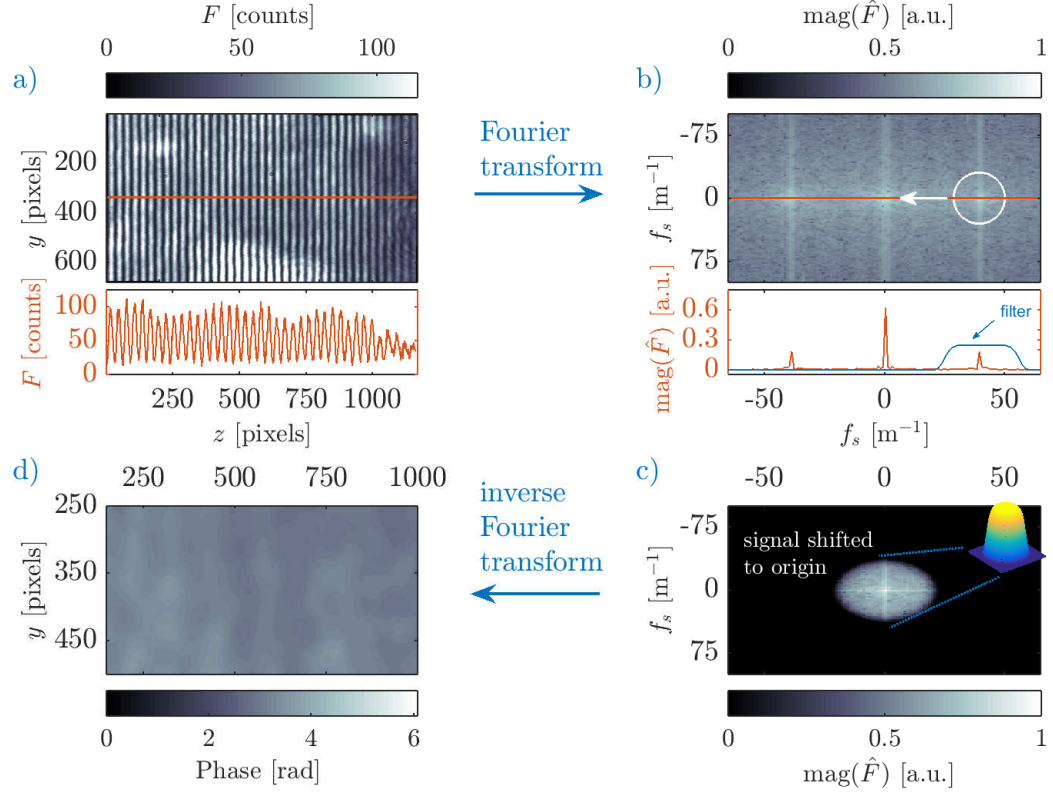 F [counts]
0 50 100
a)
y [pixels]
200
400
600
F [counts]
100
50
0
250 500 750 1000
z [pixels]
Fourier
transform
mag(F̂) [a.u.]
0 0.5 1
b)
f_s [m⁻¹]
-75
0
75
mag(F̂) [a.u.]
0.6
0.3
0
filter
-50 0 50
f_s [m⁻¹]
d)
250 500 750 1000
y [pixels]
250
350
450
0 2 4 6
Phase [rad]
inverse
Fourier
transform
c)
-50 0 50
f_s [m⁻¹]
-75
0
75
signal shifted
to origin
0 0.5 1
mag(F̂) [a.u.]